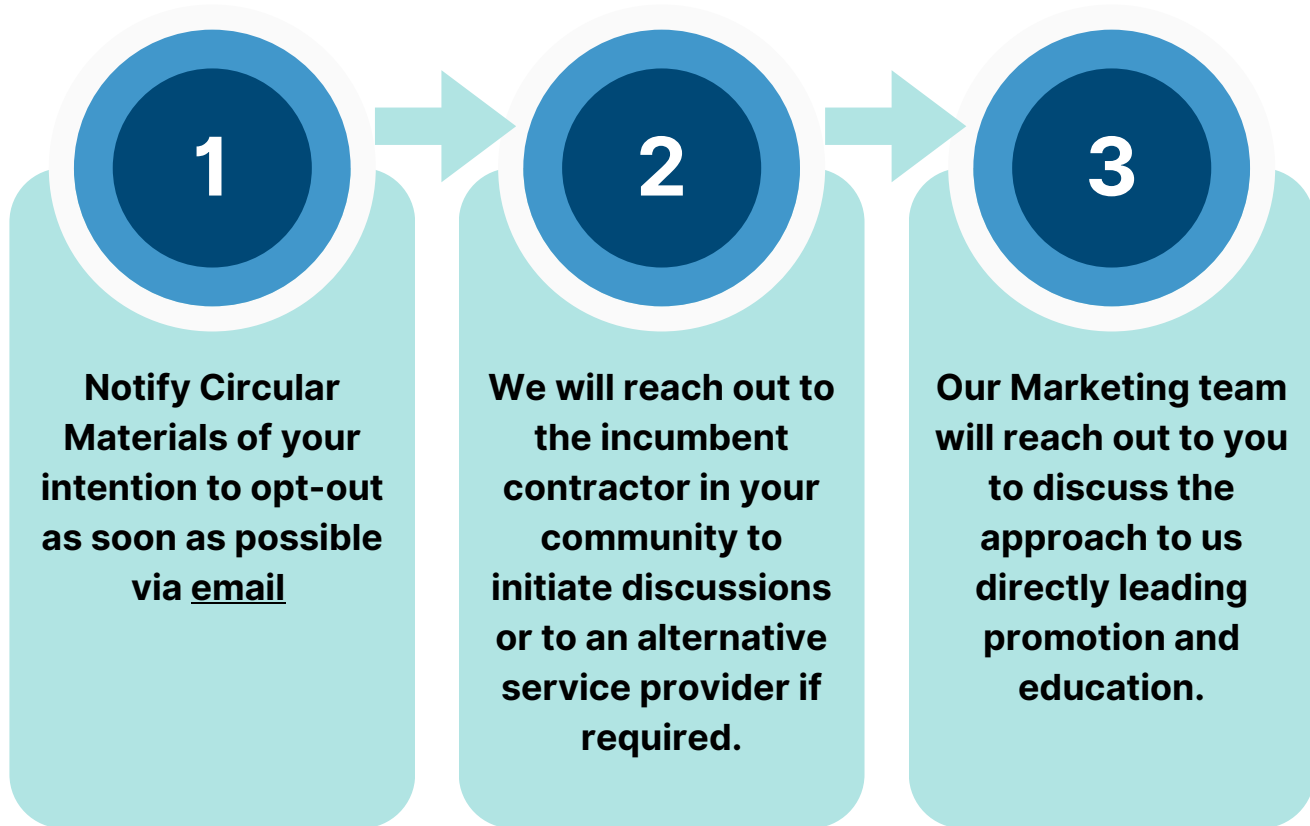 1
Notify Circular
Materials of your
intention to opt-out
as soon as possible
via email
2
We will reach out to
the incumbent
contractor in your
community to
initiate discussions
or to an alternative
service provider if
required.
3
Our Marketing team
will reach out to you
to discuss the
approach to us
directly leading
promotion and
education.